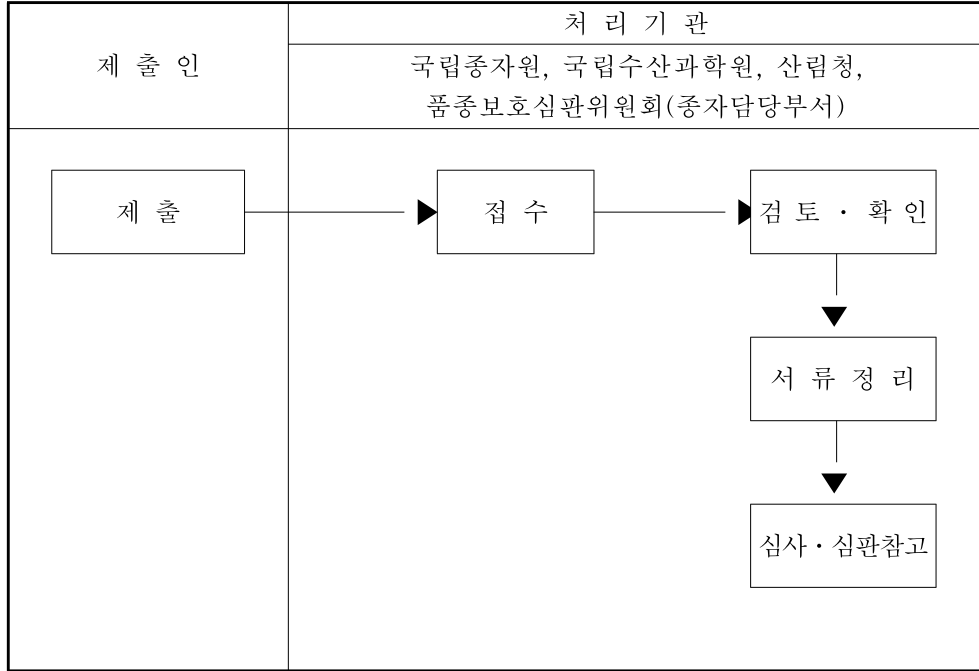 처 리 기 관
제 출 인
국립종자원, 국립수산과학원, 산림청,
품종보호심판위원회(종자담당부서)
제 출
접 수
검 토 · 확 인
서 류 정 리
심사 · 심판참고